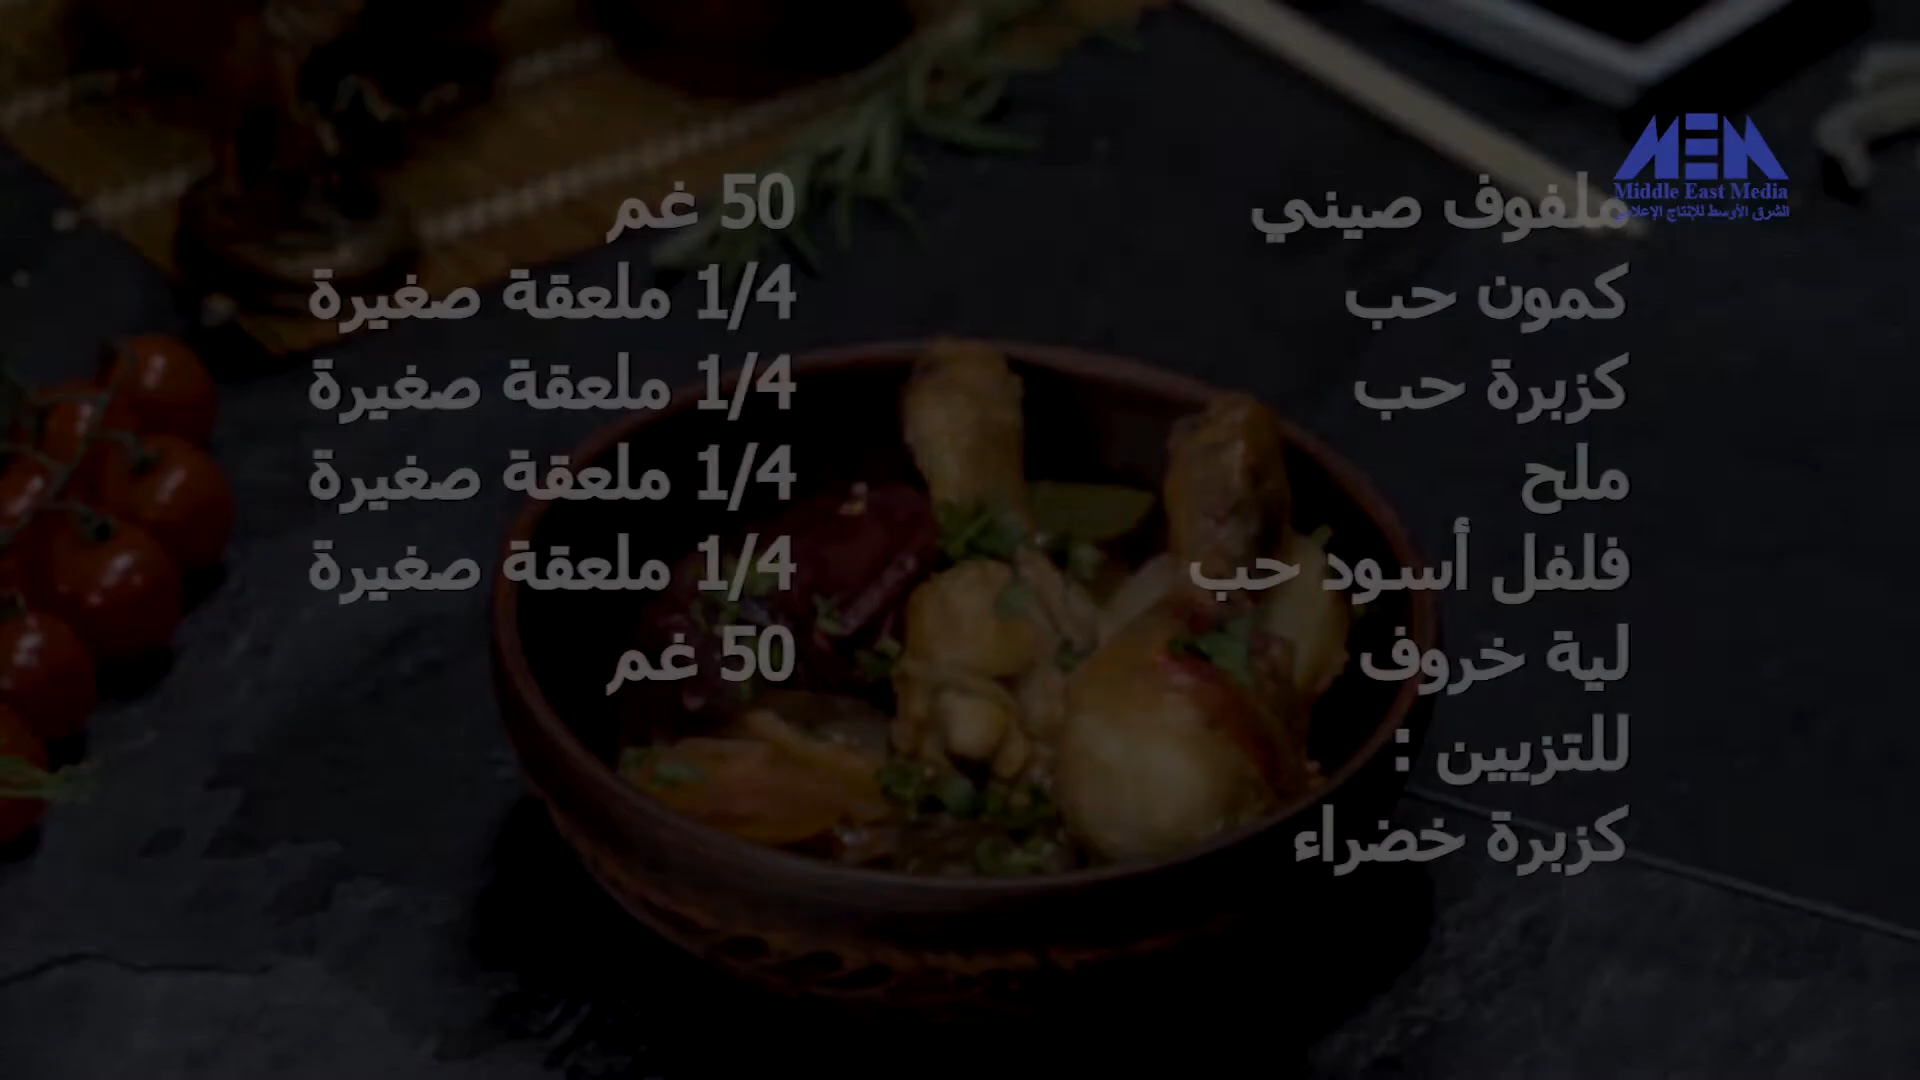 MEM
Middle East Media
الشرق الأوسط للإنتاج الإعلامي
ملفوف صيني 50 غم
كمون حب 1/4 ملعقة صغيرة
كزبرة حب 1/4 ملعقة صغيرة
ملح 1/4 ملعقة صغيرة
فلفل أسود حب 1/4 ملعقة صغيرة
لية خروف 50 غم
للتزيين :
كزبرة خضراء